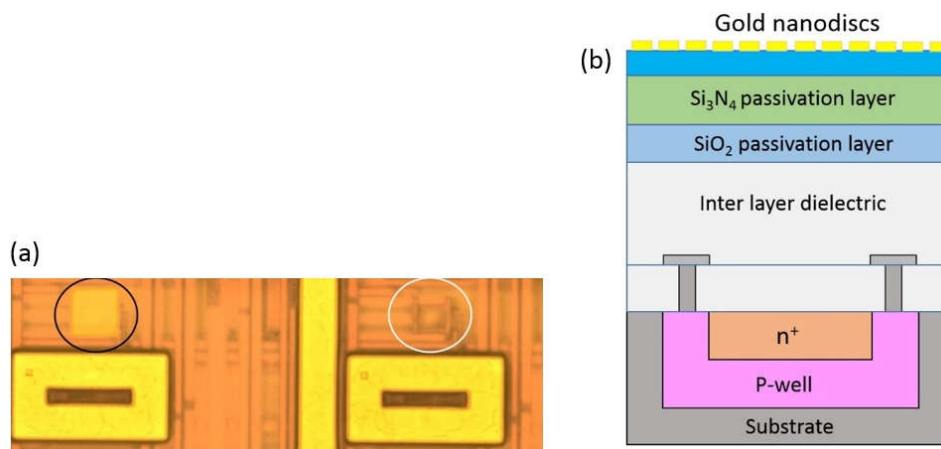 Gold nanodiscs
(b)
Si₃N₄ passivation layer
SiO₂ passivation layer
Inter layer dielectric
(a)
n⁺
P-well
Substrate